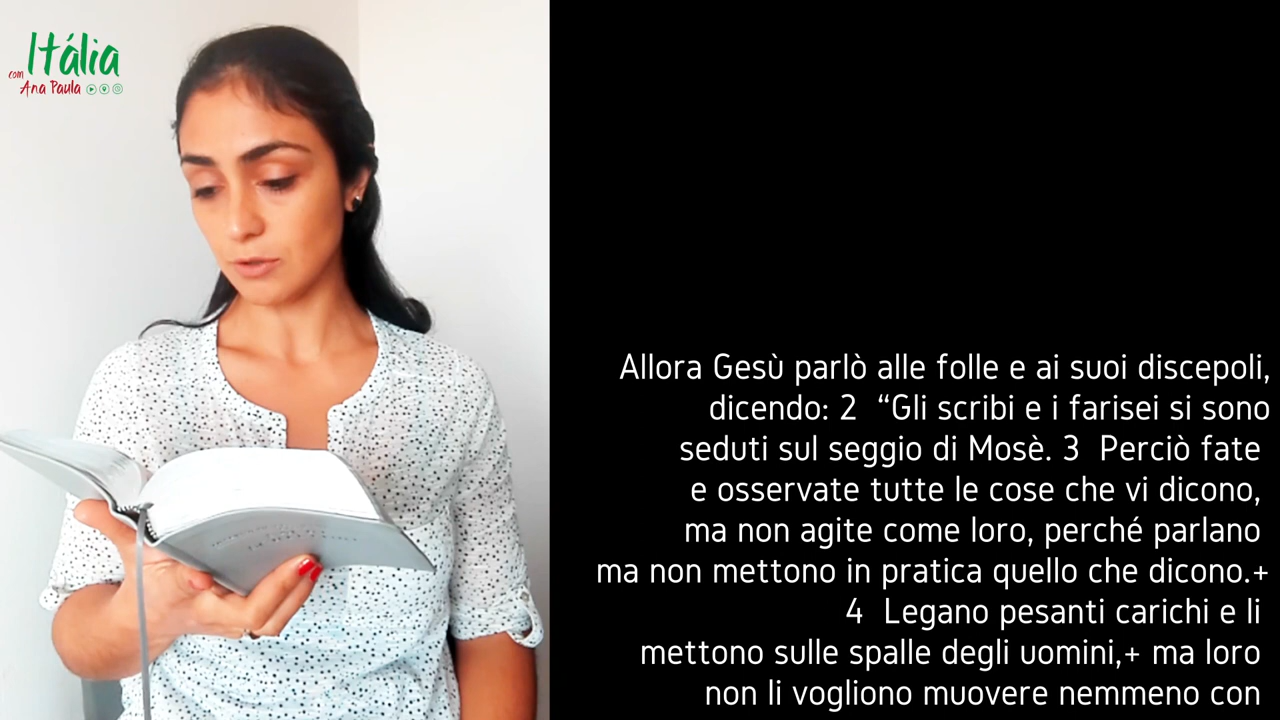 Itália
com
Ana Paula
Allora Gesù parlò alle folle e ai suoi discepoli,
dicendo: 2 “Gli scribi e i farisei si sono
seduti sul seggio di Mosè. 3 Perciò fate
e osservate tutte le cose che vi dicono,
ma non agite come loro, perché parlano
ma non mettono in pratica quello che dicono.+
4 Legano pesanti carichi e li
mettono sulle spalle degli uomini,+ ma loro
non li vogliono muovere nemmeno con